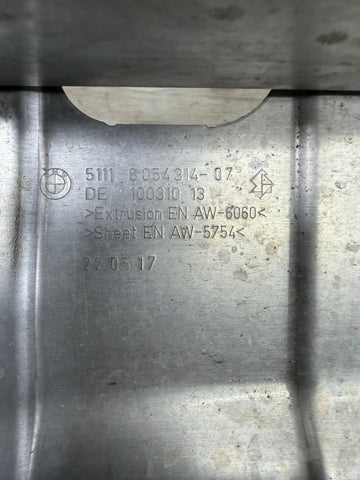 5111 8054314-07
DE 100310 13
>Extrusion EN AW-6060<
>Sheet EN AW-5754<
22 05 17